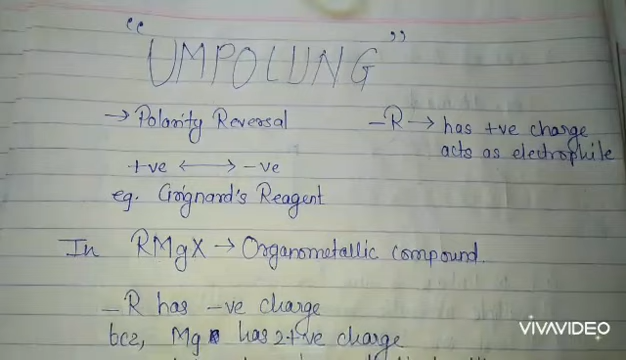 " UMPOLUNG "
→ Polarity Reversal
—R → has +ve charge
acts as electrophile
+ve ⟷ -ve
eg. Grignard's Reagent
In RMgX → Organometallic compound.
—R has -ve charge
bcz, Mg has 2+ve charge
VIVAVIDEO